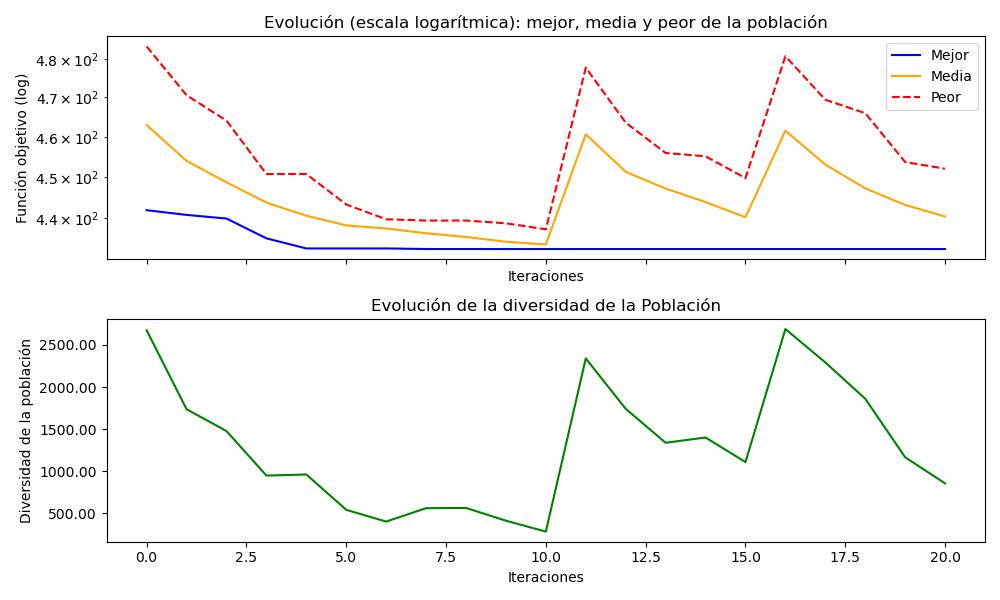 Evolución (escala logarítmica): mejor, media y peor de la población
Función objetivo (log)
4.8 × 10²
4.7 × 10²
4.6 × 10²
4.5 × 10²
4.4 × 10²
Mejor
Media
Peor
Iteraciones
Evolución de la diversidad de la Población
Diversidad de la población
2500.00
2000.00
1500.00
1000.00
500.00
0.0 2.5 5.0 7.5 10.0 12.5 15.0 17.5 20.0
Iteraciones